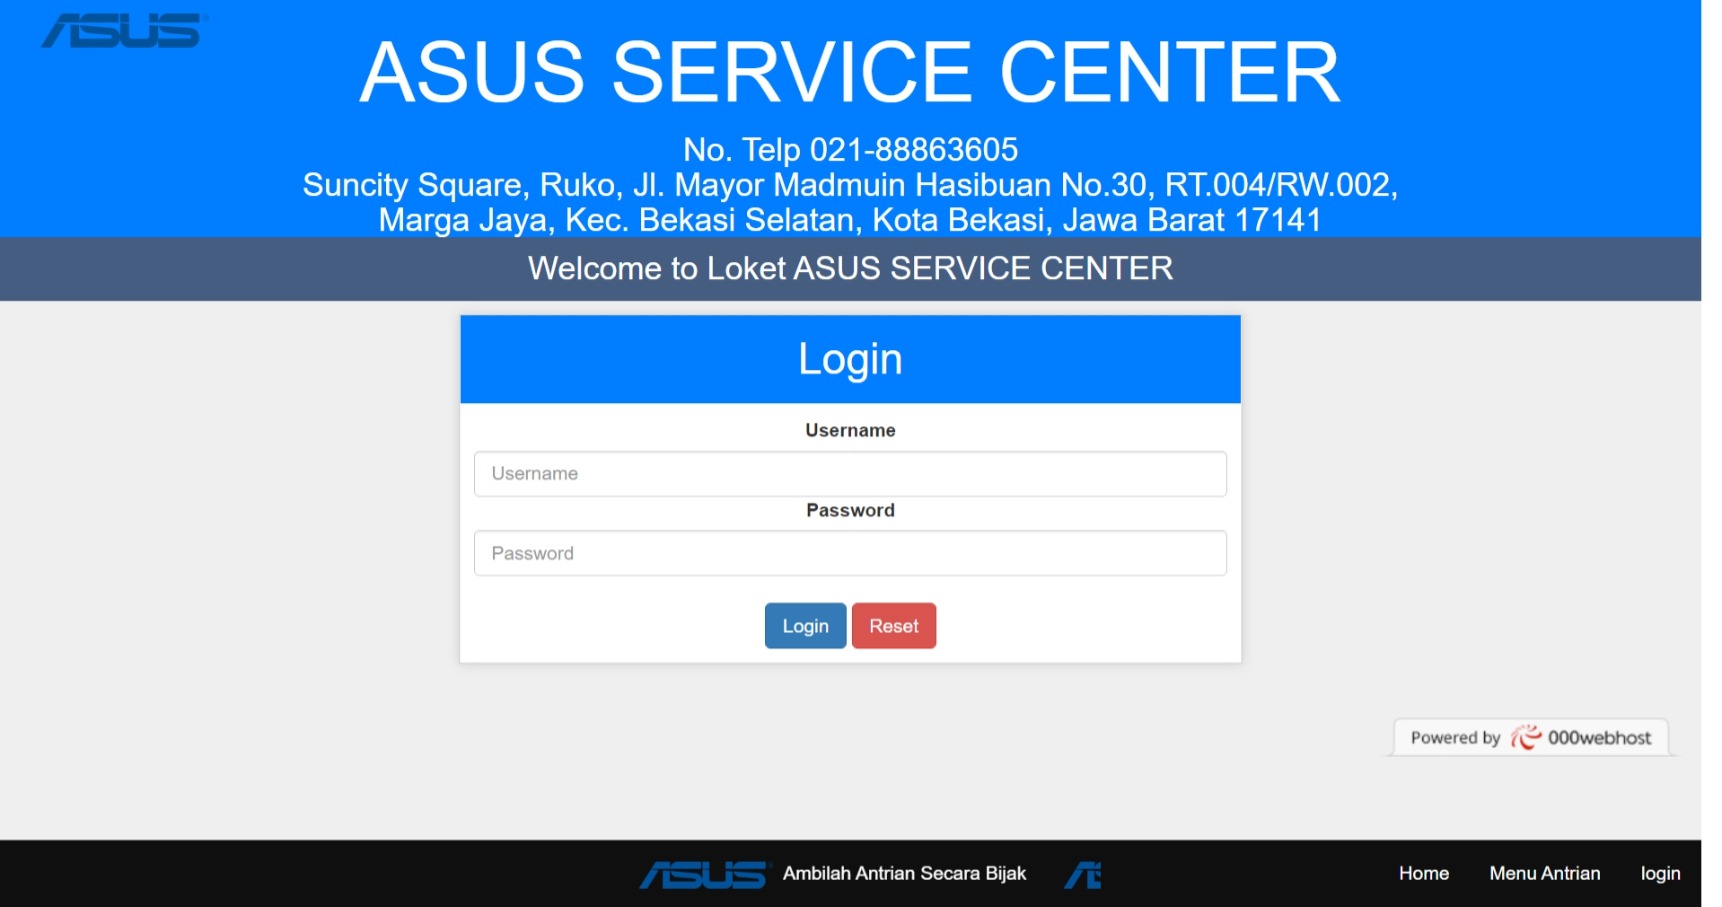 ASUS
ASUS SERVICE CENTER
No. Telp 021-88863605
Suncity Square, Ruko, Jl. Mayor Madmuin Hasibuan No.30, RT.004/RW.002,
Marga Jaya, Kec. Bekasi Selatan, Kota Bekasi, Jawa Barat 17141
Welcome to Loket ASUS SERVICE CENTER
Login
Username
Username
Password
Password
Login Reset
Powered by 000webhost
ASUS Ambilah Antrian Secara Bijak Home Menu Antrian login